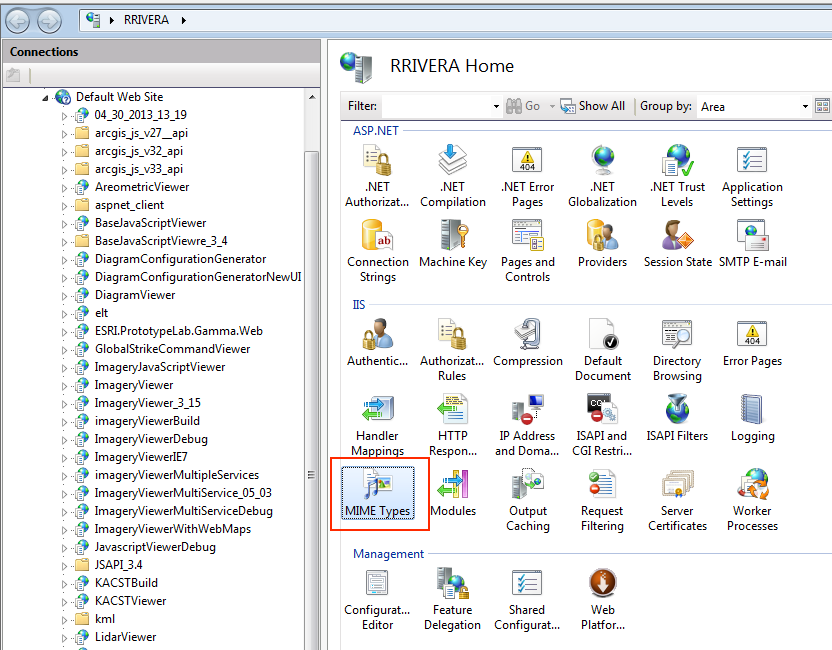 RRIVERA
Connections
Default Web Site
04_30_2013_13_19
arcgis_js_v27__api
arcgis_js_v32_api
arcgis_js_v33_api
AreometricViewer
aspnet_client
BaseJavaScriptViewer
BaseJavaScriptViewre_3_4
DiagramConfigurationGenerator
DiagramConfigurationGeneratorNewUI
DiagramViewer
elt
ESRI.PrototypeLab.Gamma.Web
GlobalStrikeCommandViewer
ImageryJavaScriptViewer
ImageryViewer
ImageryViewer_3_15
imageryViewerBuild
ImageryViewerDebug
ImageryViewerIE7
imageryViewerMultipleServices
ImageryViewerMultiService_05_03
ImageryViewerMultiServiceDebug
ImageryViewerWithWebMaps
JavascriptViewerDebug
JSAPI_3.4
KACSTBuild
KACSTViewer
kml
LidarViewer
RRIVERA Home
Filter: Go Show All Group by: Area
ASP.NET
404
.NET .NET .NET Error .NET .NET Trust Application
Authorizat... Compilation Pages Globalization Levels Settings
ab
Connection Machine Key Pages and Providers Session State SMTP E-mail
Strings Controls
IIS
404
Authentic... Authorizat... Compression Default Directory Error Pages
Rules Document Browsing
CGI
Handler HTTP IP Address ISAPI and ISAPI Filters Logging
Mappings Respon... and Doma... CGI Restri...
MIME Types Modules Output Request Server Worker
Caching Filtering Certificates Processes
Management
Configurat... Feature Shared Web
Editor Delegation Configurat... Platfor...